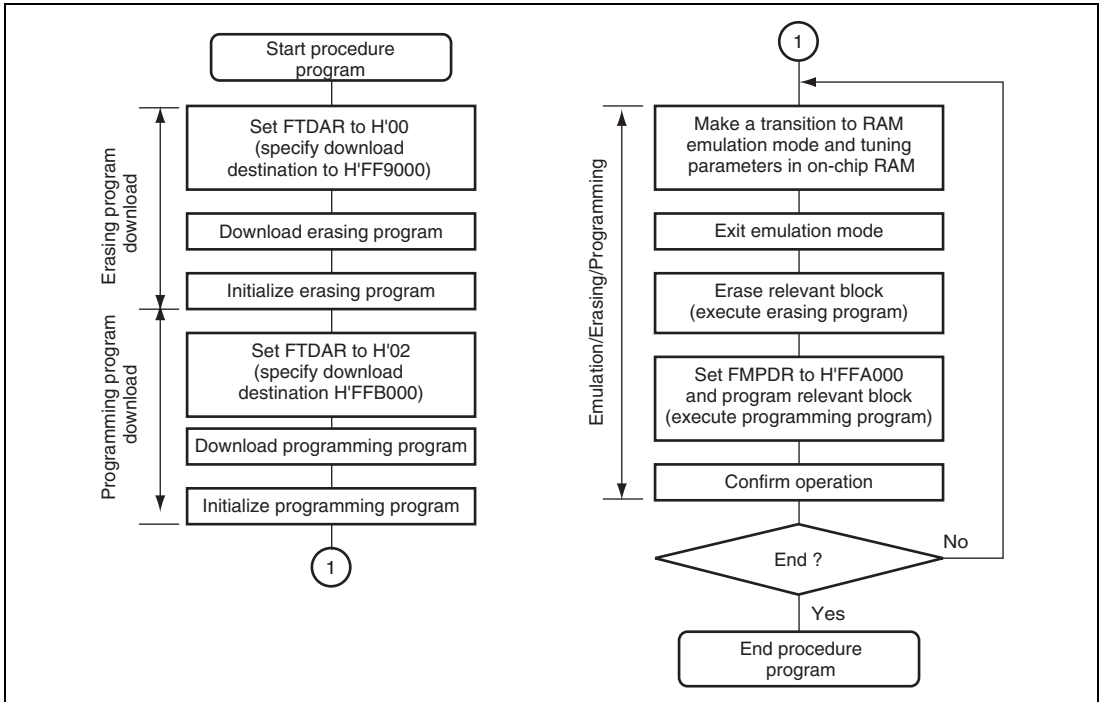 Start procedure
program
Erasing program
download
Set FTDAR to H'00
(specify download
destination to H'FF9000)
Download erasing program
Initialize erasing program
Programming program
download
Set FTDAR to H'02
(specify download
destination H'FFB000)
Download programming program
Initialize programming program
1
1
Emulation/Erasing/Programming
Make a transition to RAM
emulation mode and tuning
parameters in on-chip RAM
Exit emulation mode
Erase relevant block
(execute erasing program)
Set FMPDR to H'FFA000
and program relevant block
(execute programming program)
Confirm operation
End ?
No
Yes
End procedure
program